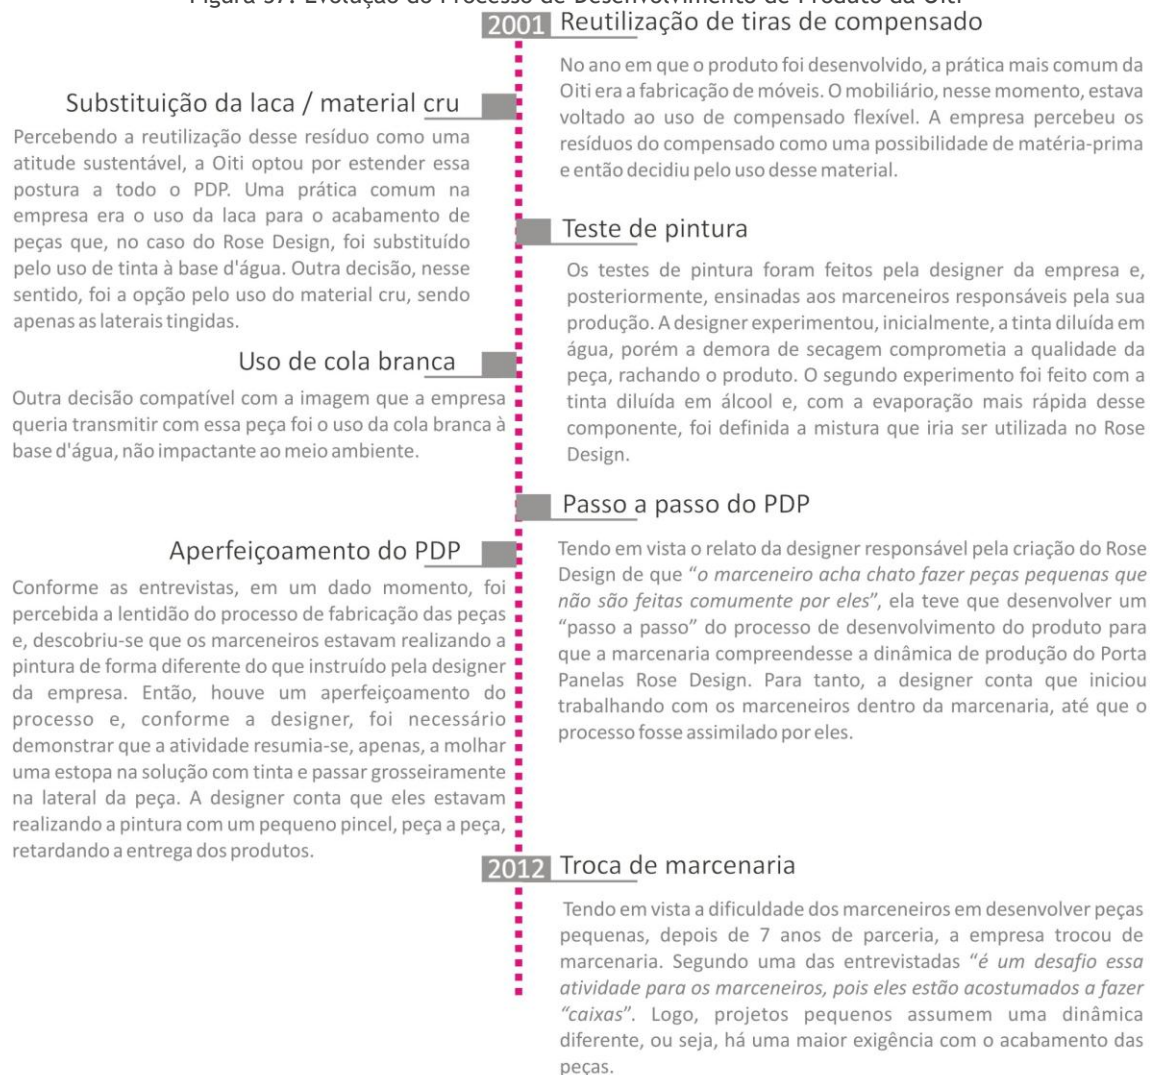 Figura 37: Evolução do Processo de Desenvolvimento de Produto da Oiti
2001 Reutilização de tiras de compensado
No ano em que o produto foi desenvolvido, a prática mais comum da
Oiti era a fabricação de móveis. O mobiliário, nesse momento, estava
voltado ao uso de compensado flexível. A empresa percebeu os
resíduos do compensado como uma possibilidade de matéria-prima
e então decidiu pelo uso desse material.
Substituição da laca / material cru
Percebendo a reutilização desse resíduo como uma
atitude sustentável, a Oiti optou por estender essa
postura a todo o PDP. Uma prática comum na
empresa era o uso da laca para o acabamento de
peças que, no caso do Rose Design, foi substituído
pelo uso de tinta à base d'água. Outra decisão, nesse
sentido, foi a opção pelo uso do material cru, sendo
apenas as laterais tingidas.
Teste de pintura
Os testes de pintura foram feitos pela designer da empresa e,
posteriormente, ensinadas aos marceneiros responsáveis pela sua
produção. A designer experimentou, inicialmente, a tinta diluída em
água, porém a demora de secagem comprometia a qualidade da
peça, rachando o produto. O segundo experimento foi feito com a
tinta diluída em álcool e, com a evaporação mais rápida desse
componente, foi definida a mistura que iria ser utilizada no Rose
Design.
Uso de cola branca
Outra decisão compatível com a imagem que a empresa
queria transmitir com essa peça foi o uso da cola branca à
base d'água, não impactante ao meio ambiente.
Passo a passo do PDP
Tendo em vista o relato da designer responsável pela criação do Rose
Design de que “o marceneiro acha chato fazer peças pequenas que
não são feitas comumente por eles”, ela teve que desenvolver um
“passo a passo” do processo de desenvolvimento do produto para
que a marcenaria compreendesse a dinâmica de produção do Porta
Panelas Rose Design. Para tanto, a designer conta que iniciou
trabalhando com os marceneiros dentro da marcenaria, até que o
processo fosse assimilado por eles.
Aperfeiçoamento do PDP
Conforme as entrevistas, em um dado momento, foi
percebida a lentidão do processo de fabricação das peças
e, descobriu-se que os marceneiros estavam realizando a
pintura de forma diferente do que instruído pela designer
da empresa. Então, houve um aperfeiçoamento do
processo e, conforme a designer, foi necessário
demonstrar que a atividade resumia-se, apenas, a molhar
uma estopa na solução com tinta e passar grosseiramente
na lateral da peça. A designer conta que eles estavam
realizando a pintura com um pequeno pincel, peça a peça,
retardando a entrega dos produtos.
2012 Troca de marcenaria
Tendo em vista a dificuldade dos marceneiros em desenvolver peças
pequenas, depois de 7 anos de parceria, a empresa trocou de
marcenaria. Segundo uma das entrevistadas “é um desafio essa
atividade para os marceneiros, pois eles estão acostumados a fazer
“caixas”. Logo, projetos pequenos assumem uma dinâmica
diferente, ou seja, há uma maior exigência com o acabamento das
peças.